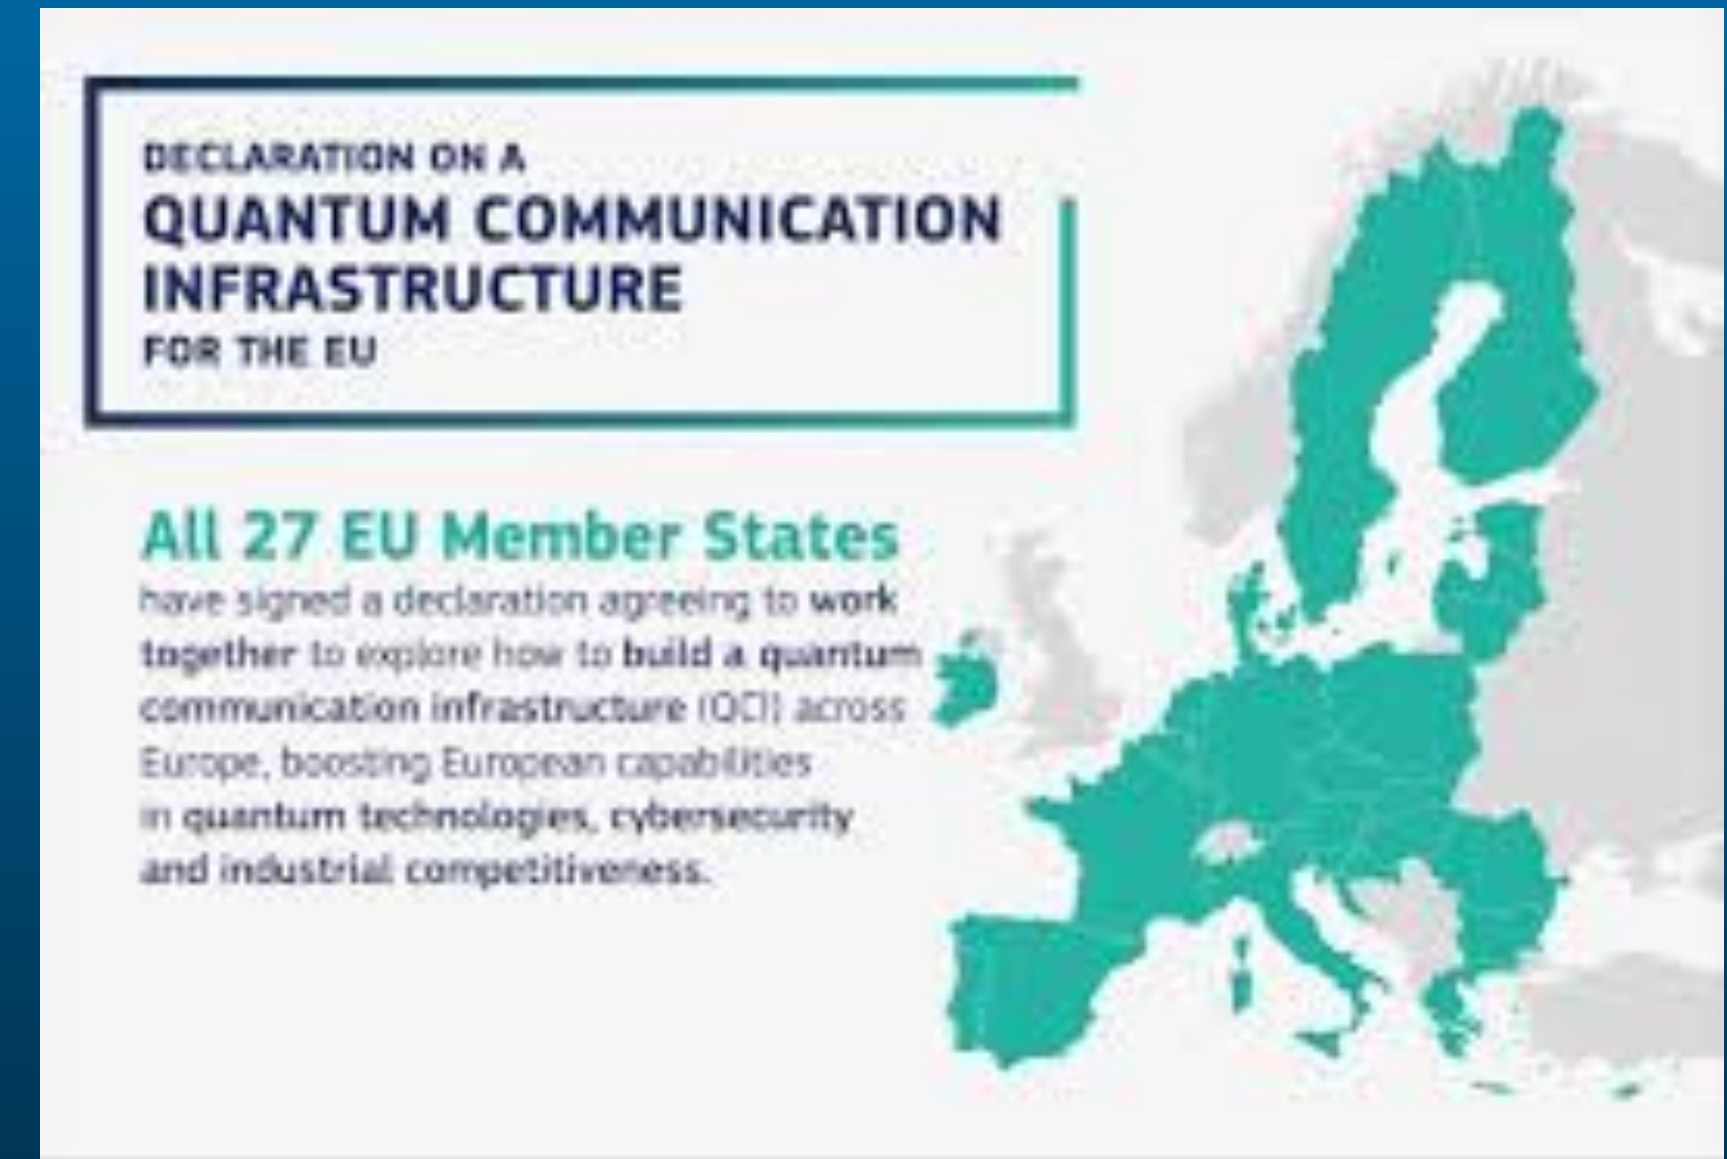 DECLARATION ON A
QUANTUM COMMUNICATION
INFRASTRUCTURE
FOR THE EU
All 27 EU Member States
have signed a declaration agreeing to work
together to explore how to build a quantum
communication infrastructure (QCI) across
Europe, boosting European capabilities
in quantum technologies, cybersecurity
and industrial competitiveness.